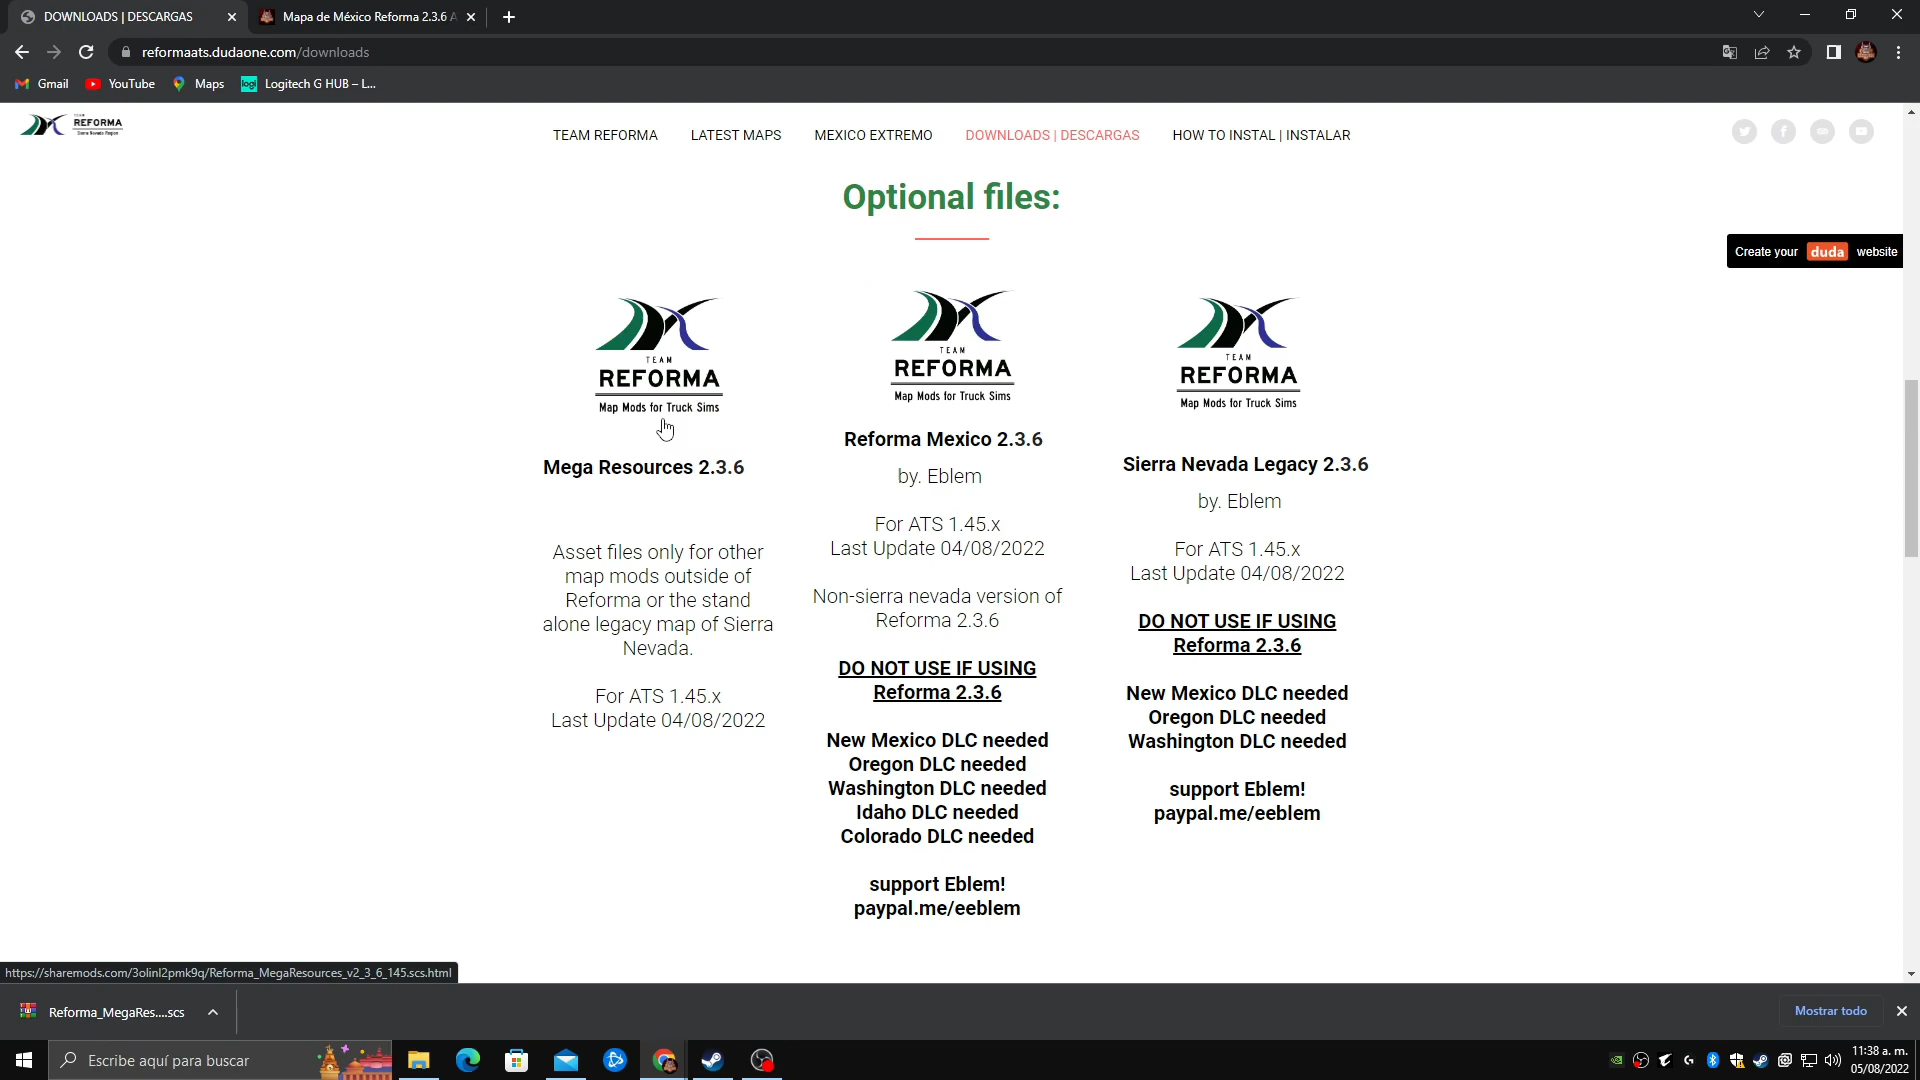 DOWNLOADS | DESCARGAS
Mapa de México Reforma 2.3.6 A
reformaats.dudaone.com/downloads
Gmail
YouTube
Maps
logi
Logitech G HUB – L...
TEAM
REFORMA
Sierra Nevada Region
TEAM REFORMA
LATEST MAPS
MEXICO EXTREMO
DOWNLOADS | DESCARGAS
HOW TO INSTAL | INSTALAR
Optional files:
Create your duda website
TEAM
REFORMA
Map Mods for Truck Sims
Mega Resources 2.3.6
Asset files only for other
map mods outside of
Reforma or the stand
alone legacy map of Sierra
Nevada.
For ATS 1.45.x
Last Update 04/08/2022
TEAM
REFORMA
Map Mods for Truck Sims
Reforma Mexico 2.3.6
by. Eblem
For ATS 1.45.x
Last Update 04/08/2022
Non-sierra nevada version of
Reforma 2.3.6
DO NOT USE IF USING
Reforma 2.3.6
New Mexico DLC needed
Oregon DLC needed
Washington DLC needed
Idaho DLC needed
Colorado DLC needed
support Eblem!
paypal.me/eeblem
TEAM
REFORMA
Map Mods for Truck Sims
Sierra Nevada Legacy 2.3.6
by. Eblem
For ATS 1.45.x
Last Update 04/08/2022
DO NOT USE IF USING
Reforma 2.3.6
New Mexico DLC needed
Oregon DLC needed
Washington DLC needed
support Eblem!
paypal.me/eeblem
https://sharemods.com/3olinl2pmk9q/Reforma_MegaResources_v2_3_6_145.scs.html
Reforma_MegaRes....scs
Mostrar todo
Escribe aquí para buscar
11:38 a. m.
05/08/2022